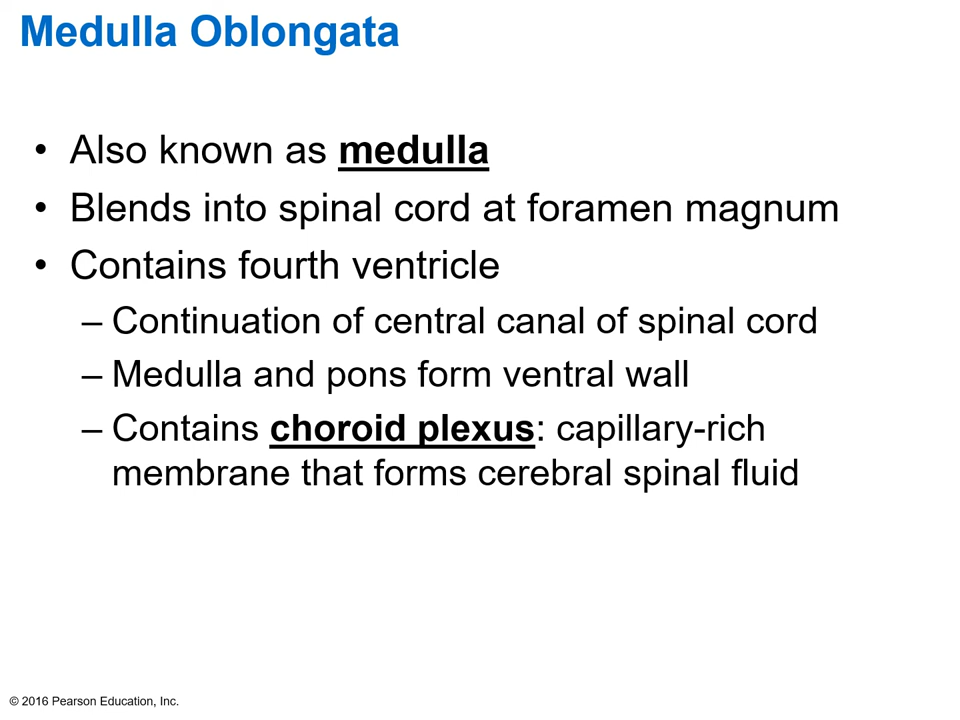 Medulla Oblongata
• Also known as medulla
• Blends into spinal cord at foramen magnum
• Contains fourth ventricle
– Continuation of central canal of spinal cord
– Medulla and pons form ventral wall
– Contains choroid plexus: capillary-rich
membrane that forms cerebral spinal fluid
© 2016 Pearson Education, Inc.